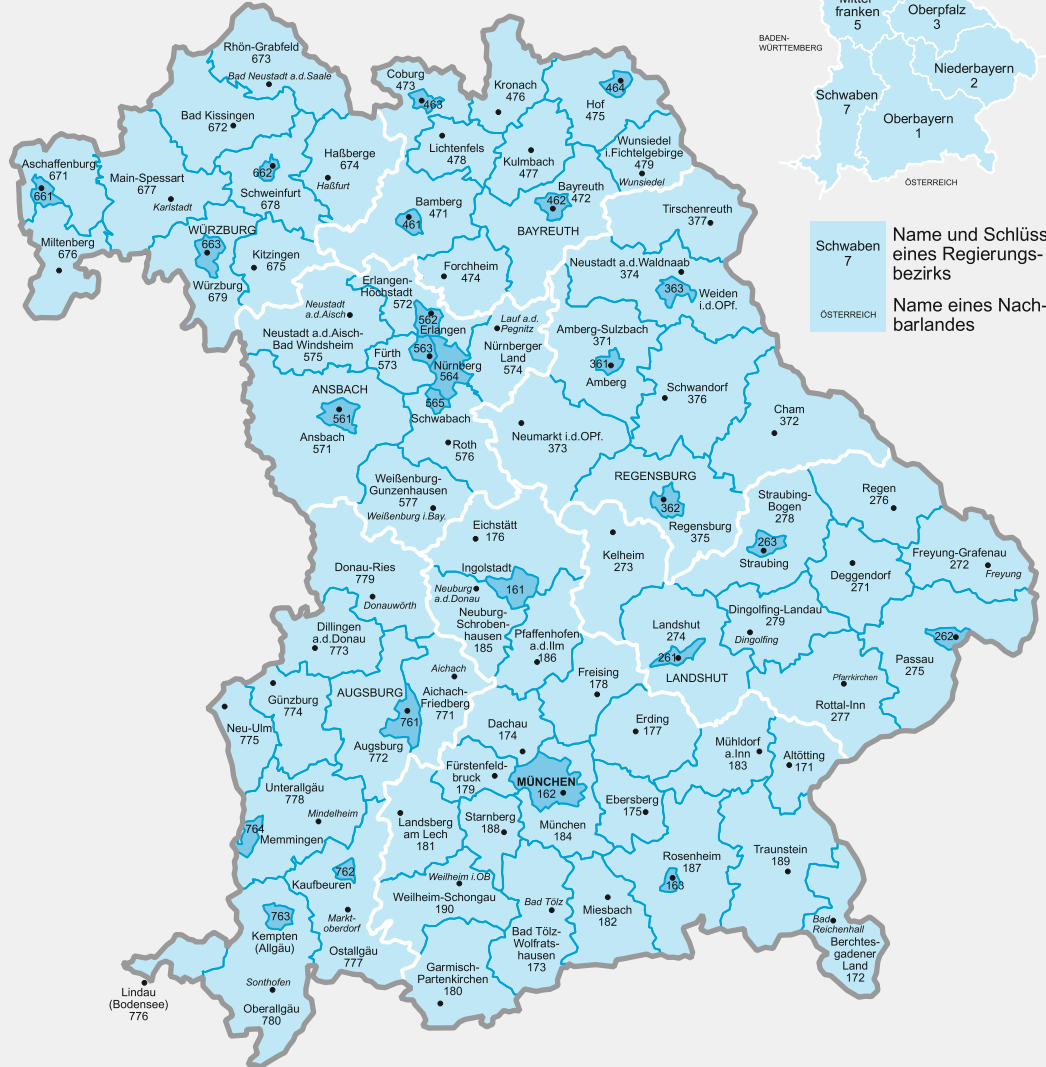 Rhön-Grabfeld
673
Bad Neustadt a.d.Saale
Bad Kissingen
672
Coburg
473
463
Kronach
476
464
Hof
475
Aschaffenburg
671
661
Main-Spessart
677
Karlstadt
662
Schweinfurt
678
Haßberge
674
Haßfurt
Lichtenfels
478
Kulmbach
477
Wunsiedel
i.Fichtelgebirge
479
Wunsiedel
Miltenberg
676
WÜRZBURG
663
Würzburg
679
Kitzingen
675
Bamberg
471
461
Bayreuth
472
462
BAYREUTH
Tirschenreuth
377
Forchheim
474
Erlangen-
Höchstadt
572
562
Erlangen
Neustadt
a.d.Aisch
Neustadt a.d.Aisch-
Bad Windsheim
575
Fürth
573
563
Nürnberg
564
565
Schwabach
Lauf a.d.
Pegnitz
Nürnberger
Land
574
Neustadt a.d.Waldnaab
374
363
Weiden
i.d.OPf.
Amberg-Sulzbach
371
361
Amberg
Schwandorf
376
Cham
372
ANSBACH
561
Ansbach
571
Roth
576
Neumarkt i.d.OPf.
373
Weißenburg-
Gunzenhausen
577
Weißenburg i.Bay.
REGENSBURG
362
Regensburg
375
Straubing-
Bogen
278
263
Straubing
Regen
276
Eichstätt
176
Kelheim
273
Freyung-Grafenau
272
Freyung
Deggendorf
271
Donau-Ries
779
Donauwörth
Ingolstadt
161
Neuburg
a.d.Donau
Neuburg-
Schroben-
hausen
185
Pfaffenhofen
a.d.Ilm
186
Landshut
274
261
LANDSHUT
Dingolfing-Landau
279
Dingolfing
262
Passau
275
Pfarrkirchen
Rottal-Inn
277
Dillingen
a.d.Donau
773
Günzburg
774
Neu-Ulm
775
AUGSBURG
761
Augsburg
772
Aichach
Aichach-
Friedberg
771
Freising
178
Dachau
174
Erding
177
Mühldorf
a.Inn
183
Altötting
171
Fürstenfeld-
bruck
179
MÜNCHEN
162
München
184
Ebersberg
175
Unterallgäu
778
Mindelheim
764
Memmingen
Landsberg
am Lech
181
Starnberg
188
Rosenheim
187
163
Traunstein
189
762
Kaufbeuren
Markt-
oberdorf
Ostallgäu
777
Weilheim i.OB
Weilheim-Schongau
190
Bad Tölz
Bad Tölz-
Wolfrats-
hausen
173
Miesbach
182
Bad
Reichenhall
Berchtes-
gadener
Land
172
763
Kempten
(Allgäu)
Garmisch-
Partenkirchen
180
Lindau
(Bodensee)
776
Sonthofen
Oberallgäu
780
Mittel
franken
5
Oberpfalz
3
BADEN-
WÜRTTEMBERG
Niederbayern
2
Schwaben
7
Oberbayern
1
ÖSTERREICH
Schwaben
7
Name und Schlüss
eines Regierungs-
bezirks
ÖSTERREICH
Name eines Nach-
barlandes